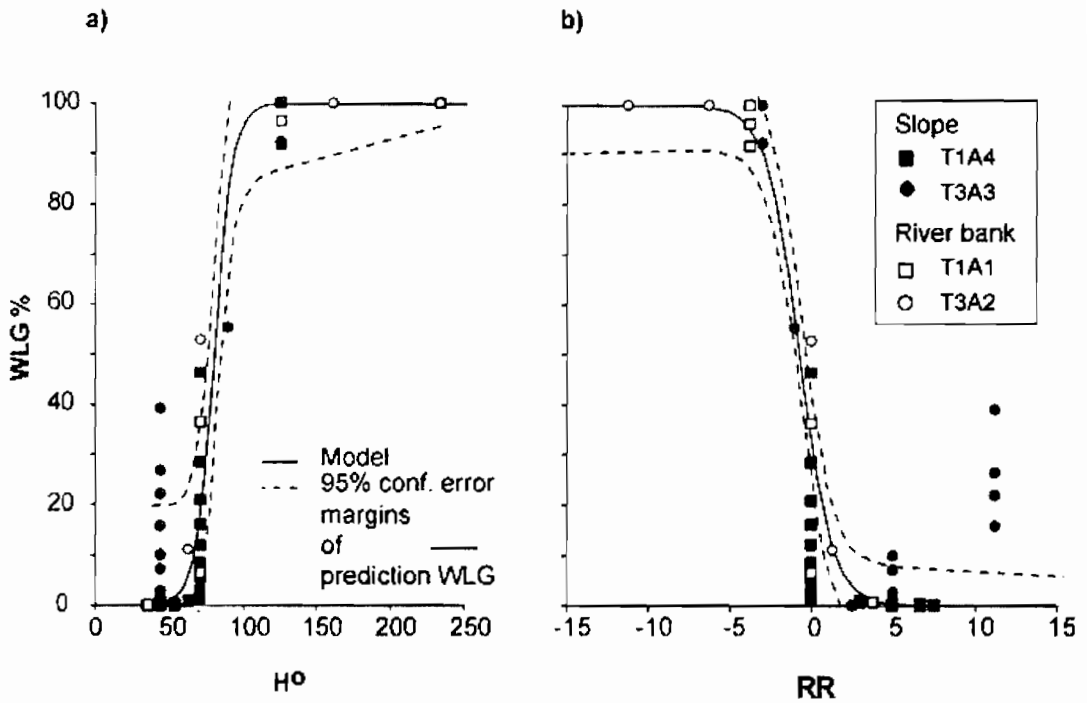 a)
b)
100
80
60
40
20
0
WLG %
0 50 100 150 200 250
H°
Model
95% conf. error
margins
of
prediction WLG
-15 -10 -5 0 5 10 15
RR
Slope
T1A4
T3A3
River bank
T1A1
T3A2